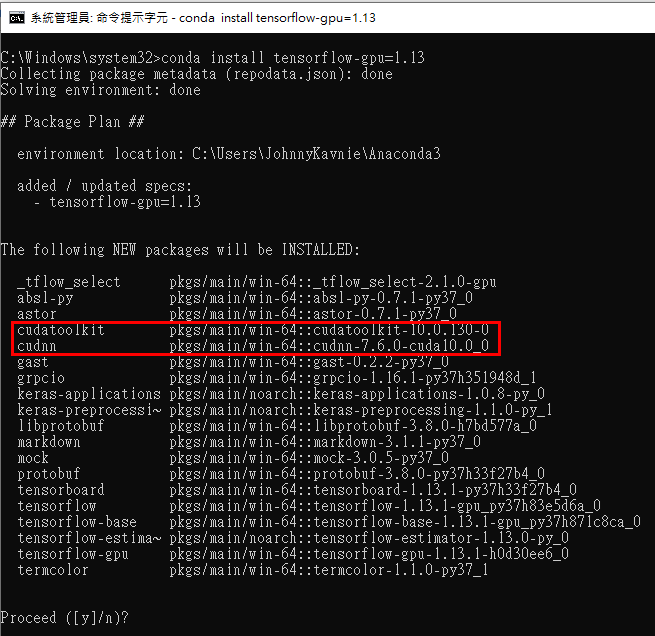 系統管理員: 命令提示字元 - conda  install tensorflow-gpu=1.13
C:\Windows\system32>conda install tensorflow-gpu=1.13
Collecting package metadata (repodata.json): done
Solving environment: done
## Package Plan ##
environment location: C:\Users\JohnnyKavnie\Anaconda3
added / updated specs:
- tensorflow-gpu=1.13
The following NEW packages will be INSTALLED:
_tflow_select      pkgs/main/win-64::_tflow_select-2.1.0-gpu
absl-py            pkgs/main/win-64::absl-py-0.7.1-py37_0
astor              pkgs/main/win-64::astor-0.7.1-py37_0
cudatoolkit        pkgs/main/win-64::cudatoolkit-10.0.130-0
cudnn              pkgs/main/win-64::cudnn-7.6.0-cuda10.0_0
gast               pkgs/main/win-64::gast-0.2.2-py37_0
grpcio             pkgs/main/win-64::grpcio-1.16.1-py37h351948d_1
keras-applications pkgs/main/noarch::keras-applications-1.0.8-py_0
keras-preprocessi~ pkgs/main/noarch::keras-preprocessing-1.1.0-py_1
libprotobuf        pkgs/main/win-64::libprotobuf-3.8.0-h7bd577a_0
markdown           pkgs/main/win-64::markdown-3.1.1-py37_0
mock               pkgs/main/win-64::mock-3.0.5-py37_0
protobuf           pkgs/main/win-64::protobuf-3.8.0-py37h33f27b4_0
tensorboard        pkgs/main/win-64::tensorboard-1.13.1-py37h33f27b4_0
tensorflow         pkgs/main/win-64::tensorflow-1.13.1-gpu_py37h83e5d6a_0
tensorflow-base    pkgs/main/win-64::tensorflow-base-1.13.1-gpu_py37h871c8ca_0
tensorflow-estima~ pkgs/main/noarch::tensorflow-estimator-1.13.0-py_0
tensorflow-gpu     pkgs/main/win-64::tensorflow-gpu-1.13.1-h0d30ee6_0
termcolor          pkgs/main/win-64::termcolor-1.1.0-py37_1
Proceed ([y]/n)?